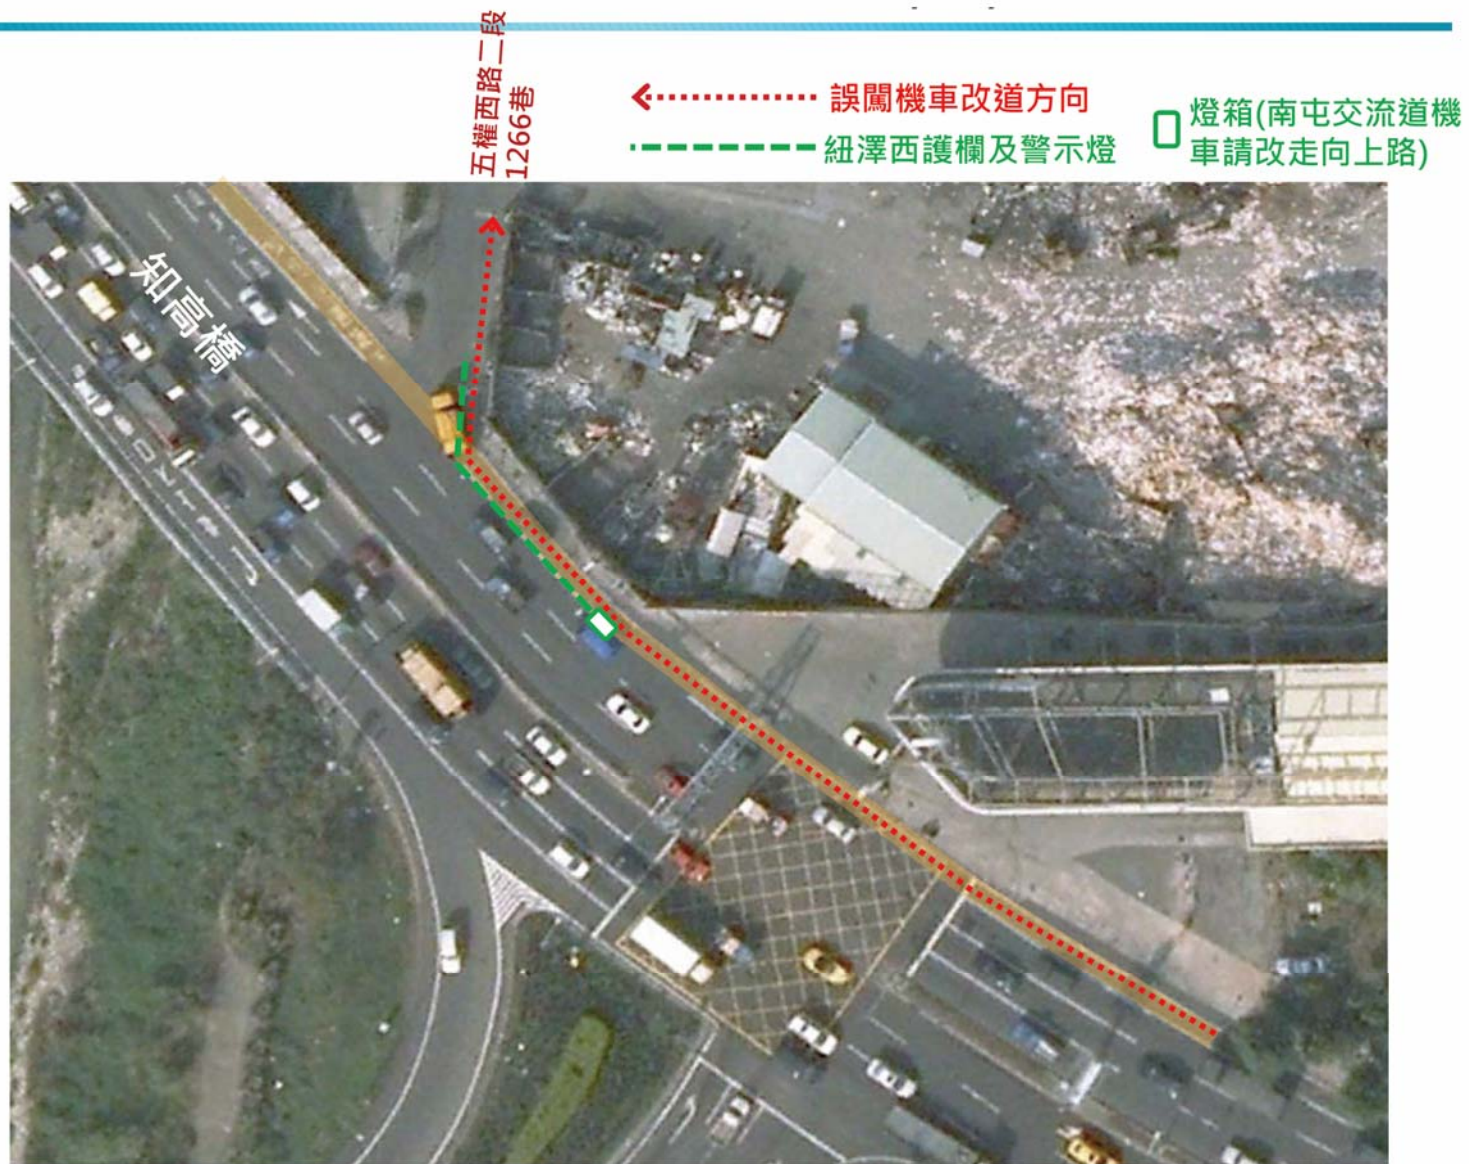 五權西路二段
1266巷
誤闖機車改道方向
紐澤西護欄及警示燈
燈箱(南屯交流道機
車請改走向上路)
知高橋